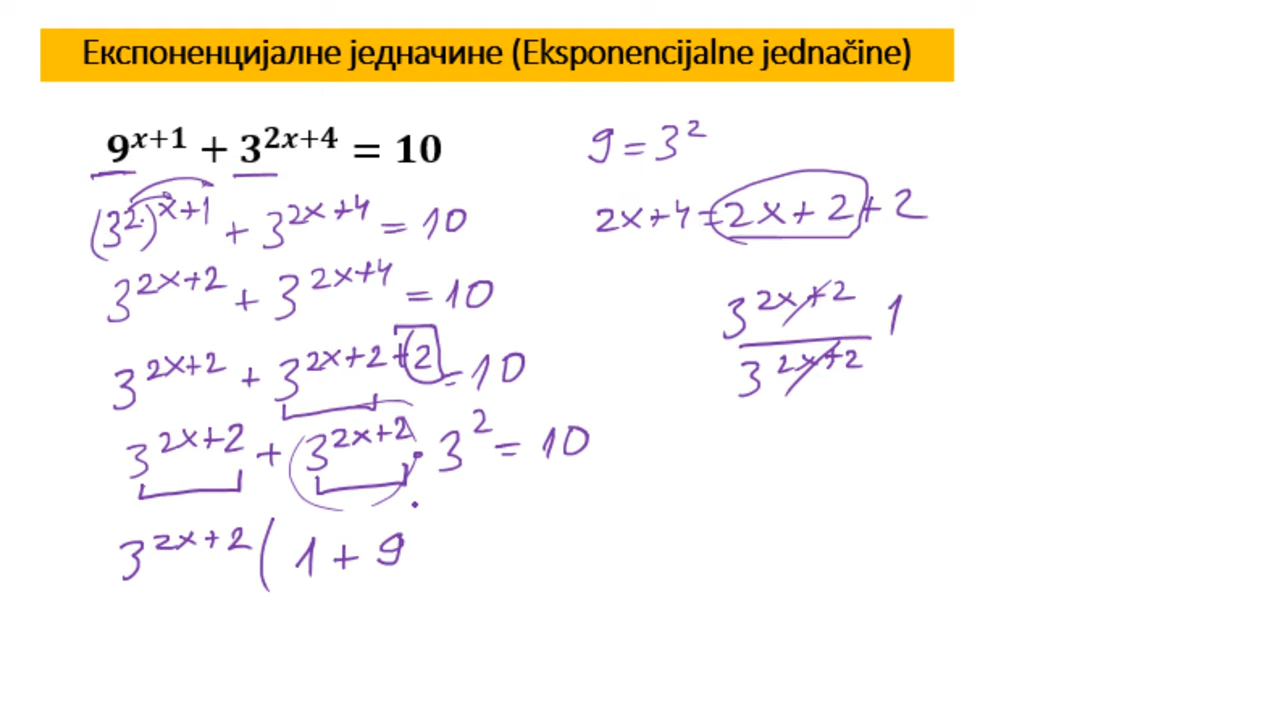 Експоненцијалне једначине (Eksponencijalne jednačine)
9^{x+1} + 3^{2x+4} = 10
9 = 3^2
(3^2)^{x+1} + 3^{2x+4} = 10
2x+4 = 2x+2 + 2
3^{2x+2} + 3^{2x+4} = 10
3^{2x+2} / 3^{2x+2} 1
3^{2x+2} + 3^{2x+2+2} = 10
3^{2x+2} + 3^{2x+2} · 3^2 = 10
3^{2x+2} ( 1 + 9